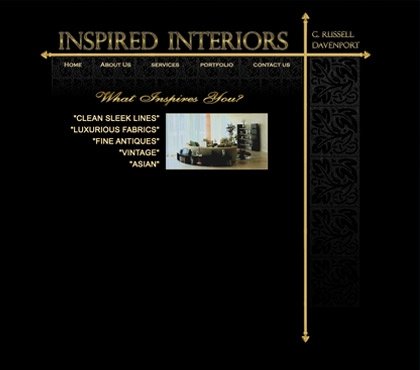 INSPIRED INTERIORS
G. RUSSELL
DAVENPORT
HOME ABOUT US SERVICES PORTFOLIO CONTACT US
What Inspires You?
"CLEAN SLEEK LINES"
"LUXURIOUS FABRICS"
"FINE ANTIQUES"
"VINTAGE"
"ASIAN"